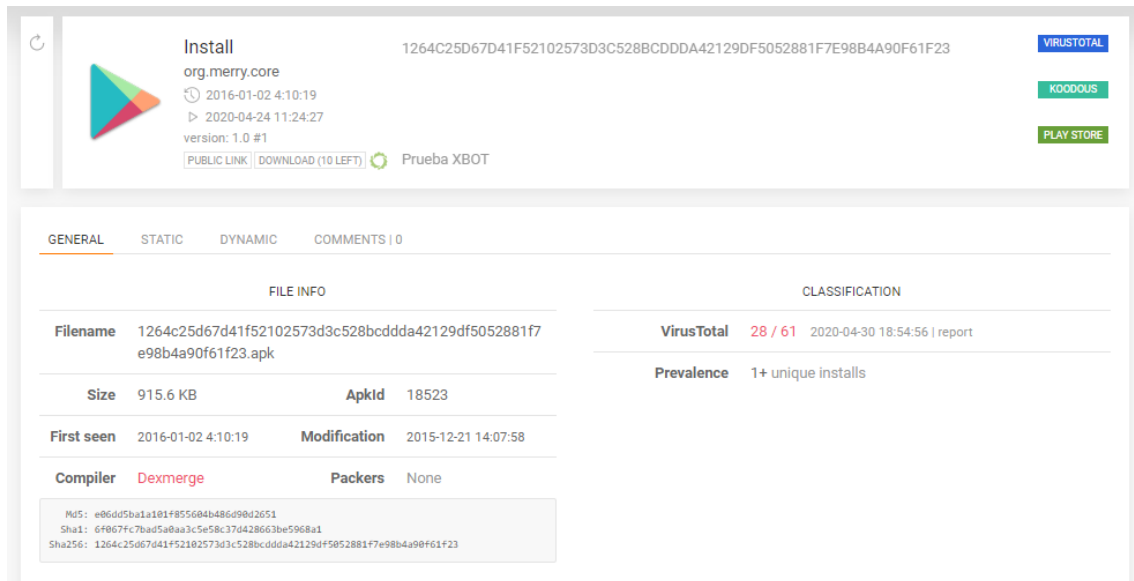 Install
1264C25D67D41F52102573D3C528BCDDDA42129DF5052881F7E98B4A90F61F23
VIRUSTOTAL
org.merry.core
2016-01-02 4:10:19
KOODOUS
2020-04-24 11:24:27
version: 1.0 #1
PLAY STORE
PUBLIC LINK DOWNLOAD (10 LEFT) Prueba XBOT
GENERAL STATIC DYNAMIC COMMENTS | 0
FILE INFO
Filename 1264c25d67d41f52102573d3c528bcddda42129df5052881f7
e98b4a90f61f23.apk
Size 915.6 KB ApkId 18523
First seen 2016-01-02 4:10:19 Modification 2015-12-21 14:07:58
Compiler Dexmerge Packers None
Md5: e06dd5ba1a101f855604b486d90d2651
Sha1: 6f067fc7bad5a0aa3c5e58c37d428663be5968a1
Sha256: 1264c25d67d41f52102573d3c528bcddda42129df5052881f7e98b4a90f61f23
CLASSIFICATION
VirusTotal 28 / 61 2020-04-30 18:54:56 | report
Prevalence 1+ unique installs